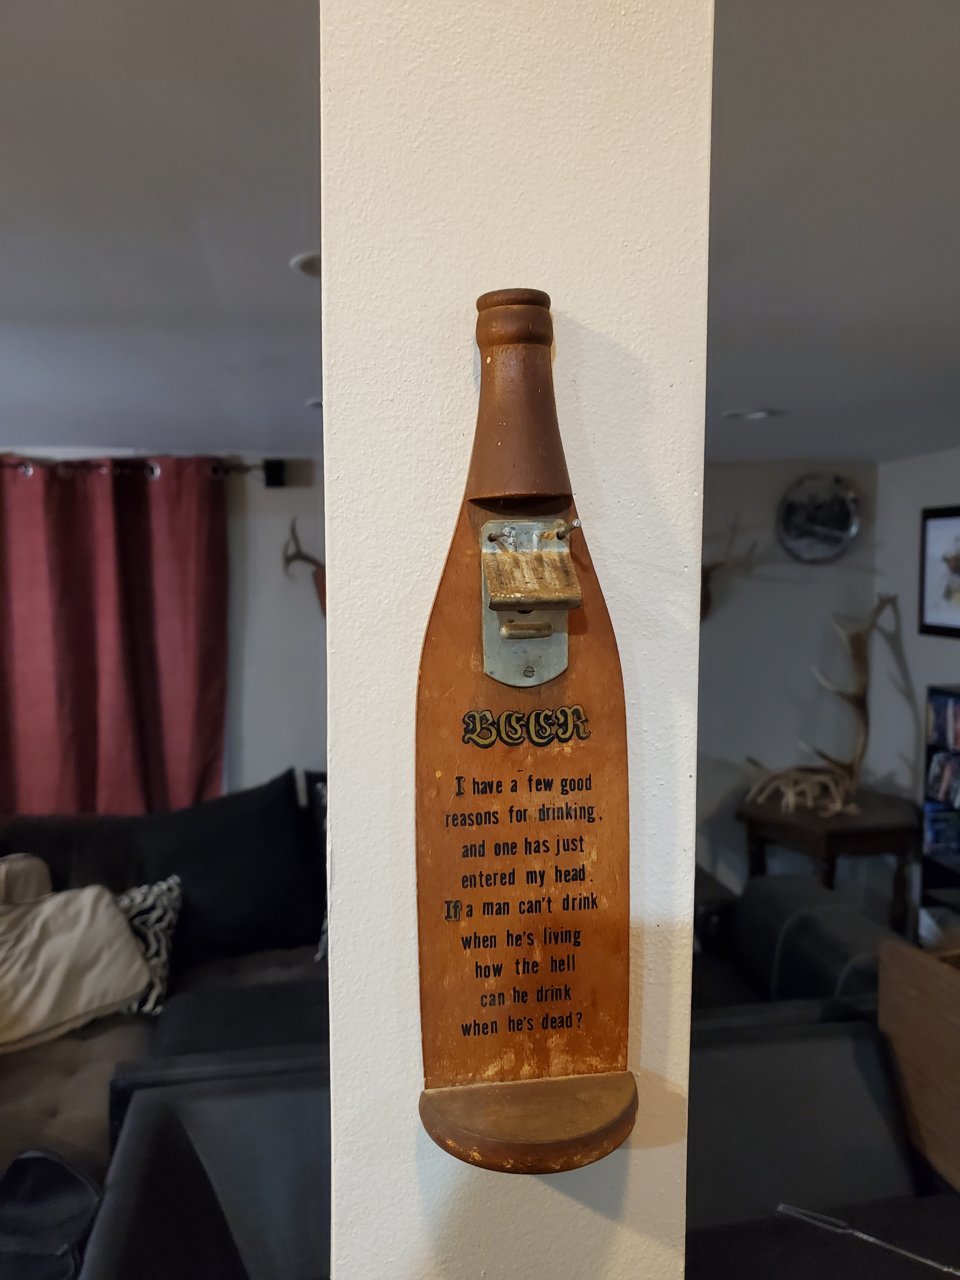 BEER
I have a few good
reasons for drinking,
and one has just
entered my head.
If a man can't drink
when he's living
how the hell
can he drink
when he's dead?